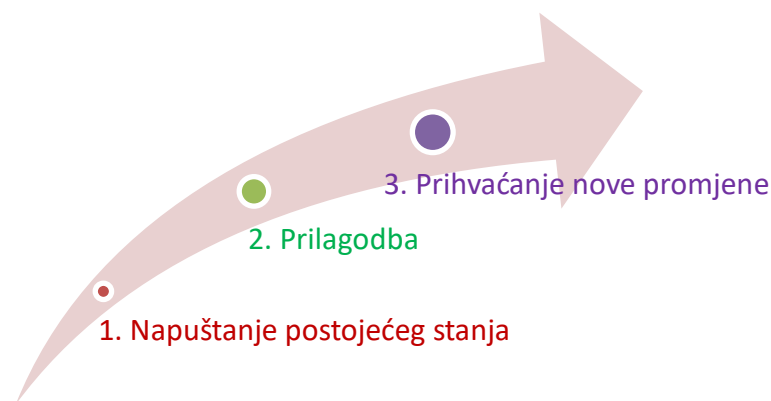 3. Prihvaćanje nove promjene
2. Prilagodba
1. Napuštanje postojećeg stanja